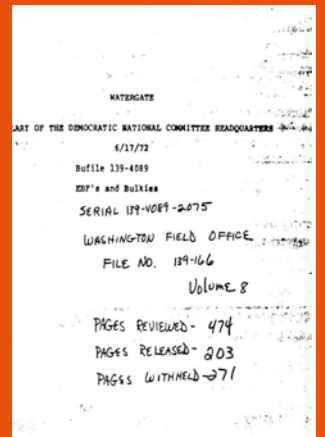 WATERGATE
LARY OF THE DEMOCRATIC NATIONAL COMMITTEE HEADQUARTERS
6/17/72
Bufile 139-4089
EBF's and Bulkies
SERIAL 139-4089-2075
WASHINGTON FIELD OFFICE
FILE NO. 139-166
Volume 8
PAGES REVIEWED- 474
PAGES RELEASED- 203
PAGES WITHHELD-271